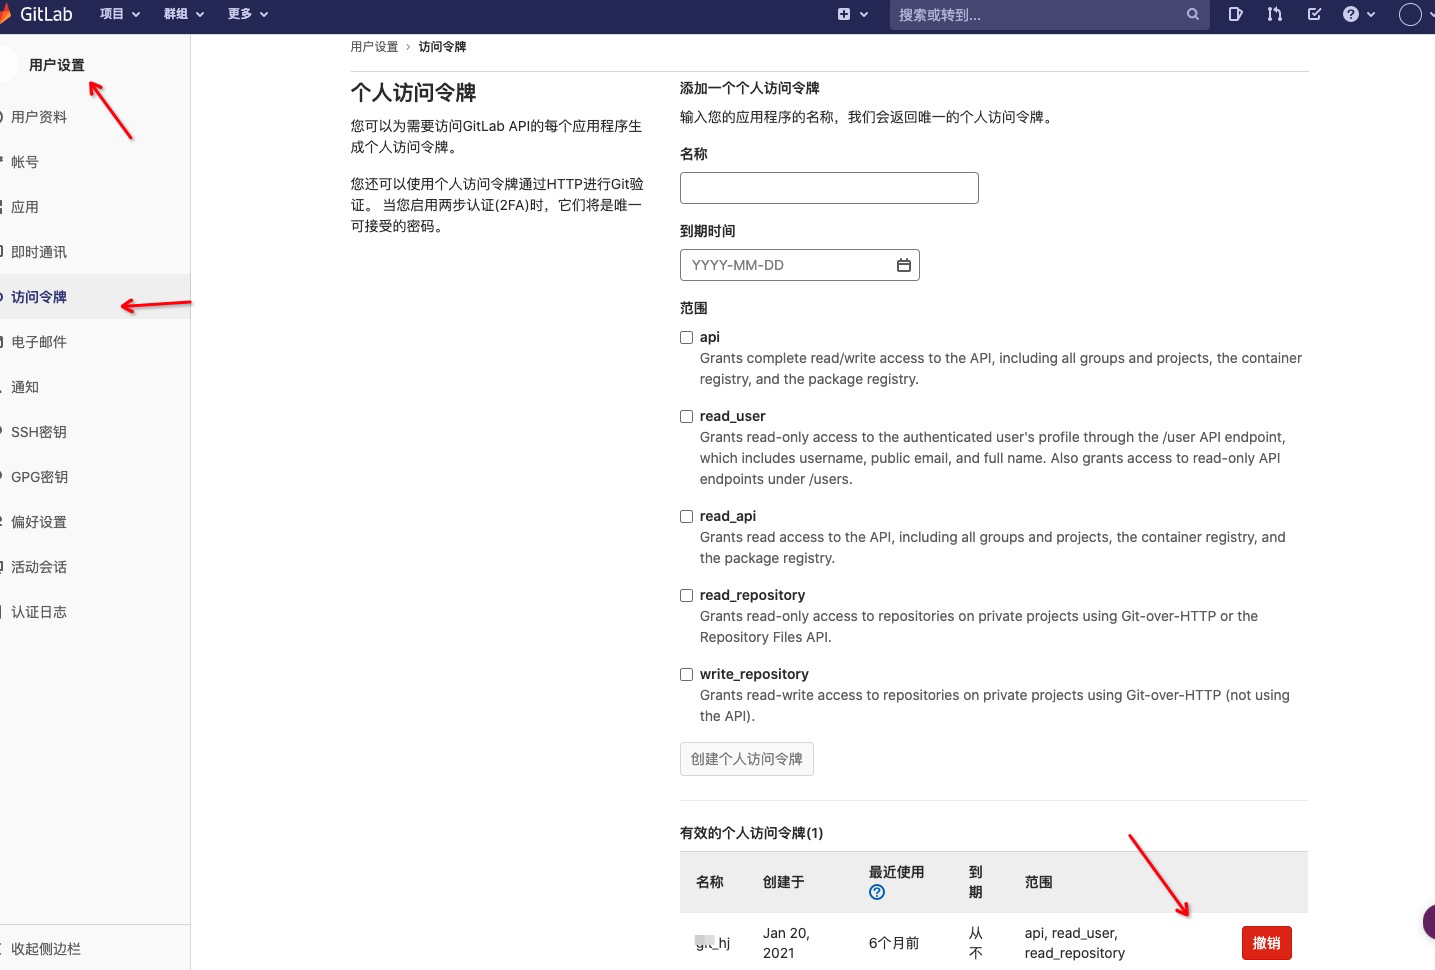 GitLab 项目 群组 更多 搜索或转到...
用户设置
用户资料
帐号
应用
即时通讯
访问令牌
电子邮件
通知
SSH密钥
GPG密钥
偏好设置
活动会话
认证日志
收起侧边栏
用户设置 › 访问令牌
个人访问令牌
您可以为需要访问GitLab API的每个应用程序生
成个人访问令牌。
您还可以使用个人访问令牌通过HTTP进行Git验
证。 当您启用两步认证(2FA)时，它们将是唯一
可接受的密码。
添加一个个人访问令牌
输入您的应用程序的名称，我们会返回唯一的个人访问令牌。
名称
到期时间
YYYY-MM-DD
范围
api
Grants complete read/write access to the API, including all groups and projects, the container
registry, and the package registry.
read_user
Grants read-only access to the authenticated user's profile through the /user API endpoint,
which includes username, public email, and full name. Also grants access to read-only API
endpoints under /users.
read_api
Grants read access to the API, including all groups and projects, the container registry, and
the package registry.
read_repository
Grants read-only access to repositories on private projects using Git-over-HTTP or the
Repository Files API.
write_repository
Grants read-write access to repositories on private projects using Git-over-HTTP (not using
the API).
创建个人访问令牌
有效的个人访问令牌(1)
名称 创建于 最近使用 到期 范围
Jan 20, 2021 6个月前 从不 api, read_user, read_repository 撤销